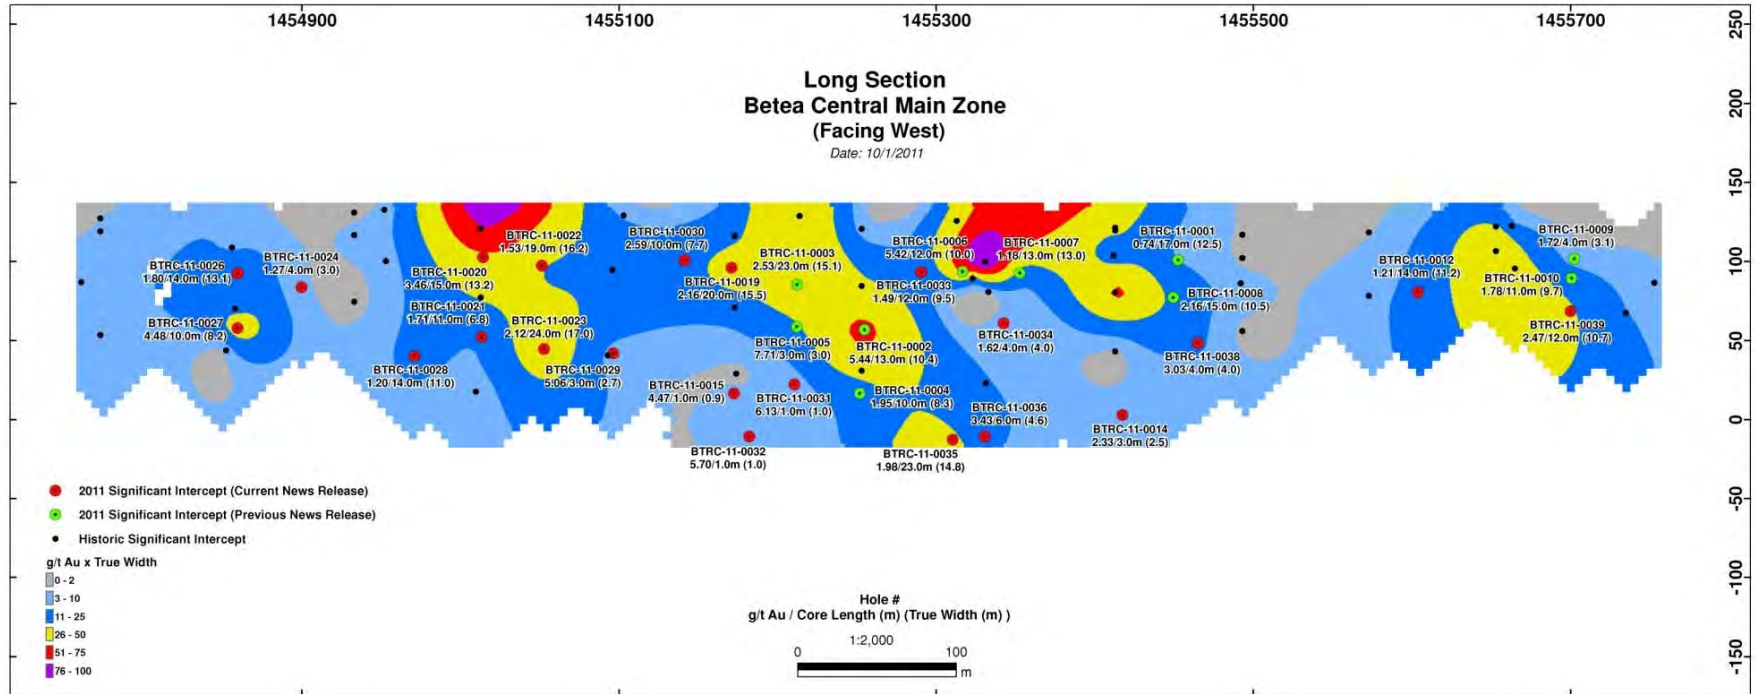 1454900 1455100 1455300 1455500 1455700
250
200
150
100
50
0
-50
-100
-150
Long Section
Betea Central Main Zone
(Facing West)
Date: 10/1/2011
BTRC-11-0026
1.80/14.0m (13.1)
BTRC-11-0024
1.27/4.0m (3.0)
BTRC-11-0027
4.48/10.0m (8.2)
BTRC-11-0022
1.53/19.0m (16.2)
BTRC-11-0020
3.46/15.0m (13.2)
BTRC-11-0021
1.71/11.0m (6.8)
BTRC-11-0023
2.12/24.0m (17.0)
BTRC-11-0028
1.20/14.0m (11.0)
BTRC-11-0029
5.06/3.0m (2.7)
BTRC-11-0030
2.59/10.0m (7.7)
BTRC-11-0019
2.16/20.0m (15.5)
BTRC-11-0003
2.53/23.0m (15.1)
BTRC-11-0005
7.71/3.0m (3.0)
BTRC-11-0015
4.47/1.0m (0.9)
BTRC-11-0031
6.13/1.0m (1.0)
BTRC-11-0032
5.70/1.0m (1.0)
BTRC-11-0006
5.42/12.0m (10.0)
BTRC-11-0007
1.18/13.0m (13.0)
BTRC-11-0033
1.49/12.0m (9.5)
BTRC-11-0002
5.44/13.0m (10.4)
BTRC-11-0004
1.95/10.0m (8.3)
BTRC-11-0034
1.62/4.0m (4.0)
BTRC-11-0036
3.43/6.0m (4.6)
BTRC-11-0035
1.98/23.0m (14.8)
BTRC-11-0001
0.74/17.0m (12.5)
BTRC-11-0008
2.16/15.0m (10.5)
BTRC-11-0038
3.03/4.0m (4.0)
BTRC-11-0014
2.33/3.0m (2.5)
BTRC-11-0012
1.21/14.0m (11.2)
BTRC-11-0009
1.72/4.0m (3.1)
BTRC-11-0010
1.78/11.0m (9.7)
BTRC-11-0039
2.47/12.0m (10.7)
2011 Significant Intercept (Current News Release)
2011 Significant Intercept (Previous News Release)
Historic Significant Intercept
g/t Au x True Width
0 - 2
3 - 10
11 - 25
26 - 50
51 - 75
76 - 100
Hole #
g/t Au / Core Length (m) (True Width (m) )
1:2,000
0 100
m